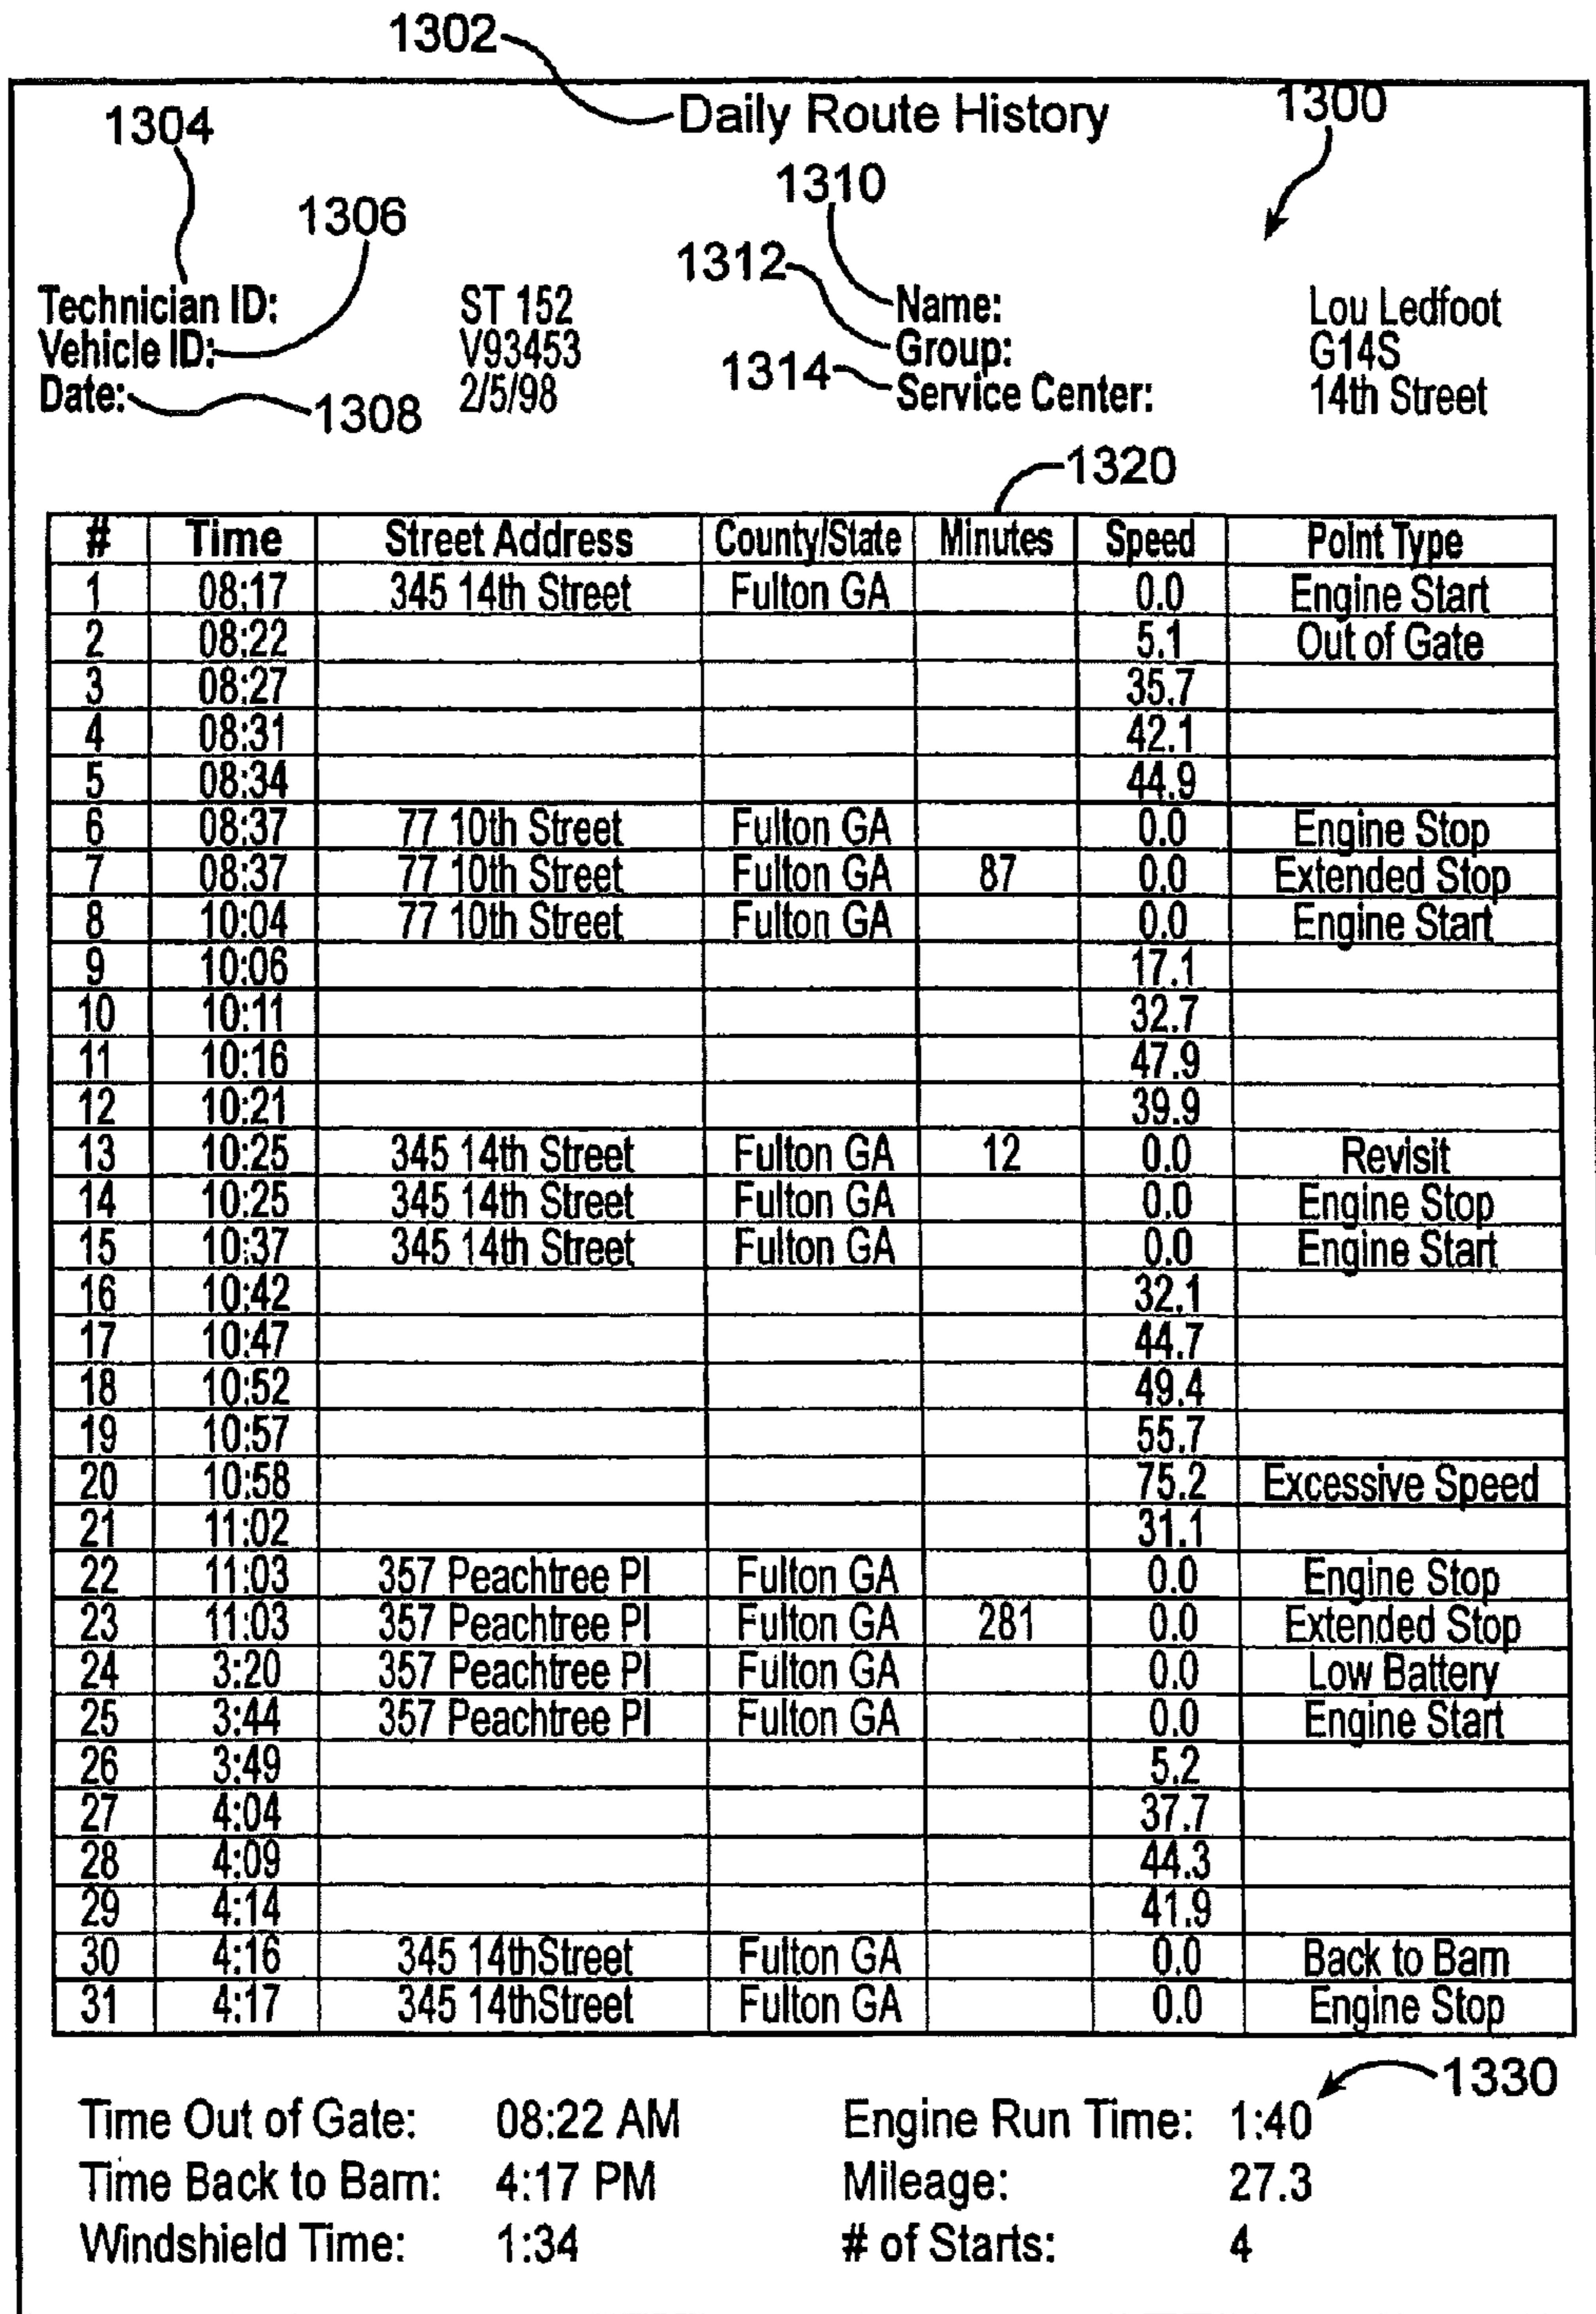 1302
Daily Route History
1300
1304
1310
1306
1312
Technician ID: ST 152 Name: Lou Ledfoot
Vehicle ID: V93453 Group: G14S
1314
Date: 2/5/98 Service Center: 14th Street
1308
1320
# Time Street Address County/State Minutes Speed Point Type
1 08:17 345 14th Street Fulton GA 0.0 Engine Start
2 08:22 5.1 Out of Gate
3 08:27 35.7
4 08:31 42.1
5 08:34 44.9
6 08:37 77 10th Street Fulton GA 0.0 Engine Stop
7 08:37 77 10th Street Fulton GA 87 0.0 Extended Stop
8 10:04 77 10th Street Fulton GA 0.0 Engine Start
9 10:06 17.1
10 10:11 32.7
11 10:16 47.9
12 10:21 39.9
13 10:25 345 14th Street Fulton GA 12 0.0 Revisit
14 10:25 345 14th Street Fulton GA 0.0 Engine Stop
15 10:37 345 14th Street Fulton GA 0.0 Engine Start
16 10:42 32.1
17 10:47 44.7
18 10:52 49.4
19 10:57 55.7
20 10:58 75.2 Excessive Speed
21 11:02 31.1
22 11:03 357 Peachtree Pl Fulton GA 0.0 Engine Stop
23 11:03 357 Peachtree Pl Fulton GA 281 0.0 Extended Stop
24 3:20 357 Peachtree Pl Fulton GA 0.0 Low Battery
25 3:44 357 Peachtree Pl Fulton GA 0.0 Engine Start
26 3:49 5.2
27 4:04 37.7
28 4:09 44.3
29 4:14 41.9
30 4:16 345 14thStreet Fulton GA 0.0 Back to Barn
31 4:17 345 14thStreet Fulton GA 0.0 Engine Stop
1330
Time Out of Gate: 08:22 AM Engine Run Time: 1:40
Time Back to Barn: 4:17 PM Mileage: 27.3
Windshield Time: 1:34 # of Starts: 4